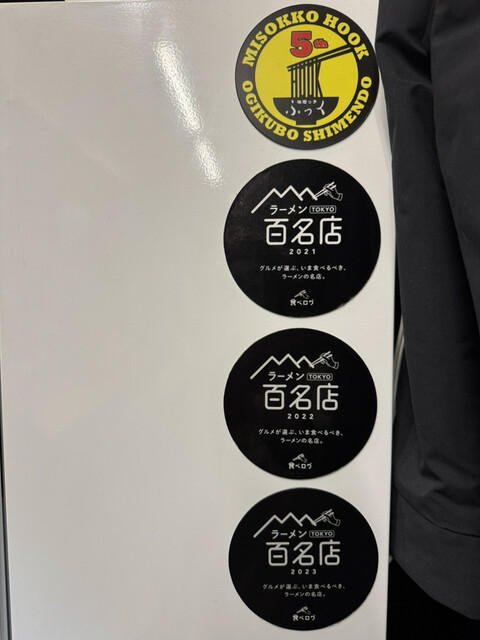 MISOKKO HOOK
5th
味噌っ子
ふっく
OGIKUBO SHIMENDO
ラーメン TOKYO
百名店
2021
グルメが選ぶ、いま食べるべき、
ラーメンの名店。
食べログ
ラーメン TOKYO
百名店
2022
グルメが選ぶ、いま食べるべき、
ラーメンの名店。
食べログ
ラーメン TOKYO
百名店
2023
グルメが選ぶ、いま食べるべき、
ラーメンの名店。
食べログ